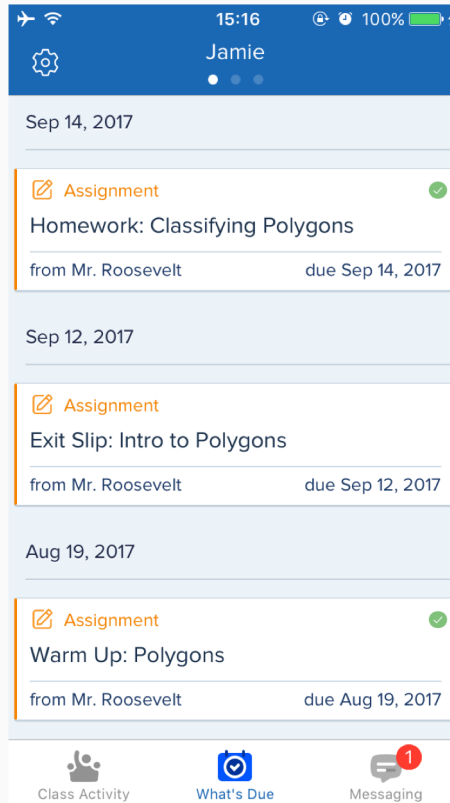 15:16 100%
Jamie
Sep 14, 2017
Assignment
Homework: Classifying Polygons
from Mr. Roosevelt due Sep 14, 2017
Sep 12, 2017
Assignment
Exit Slip: Intro to Polygons
from Mr. Roosevelt due Sep 12, 2017
Aug 19, 2017
Assignment
Warm Up: Polygons
from Mr. Roosevelt due Aug 19, 2017
1
Class Activity What's Due Messaging